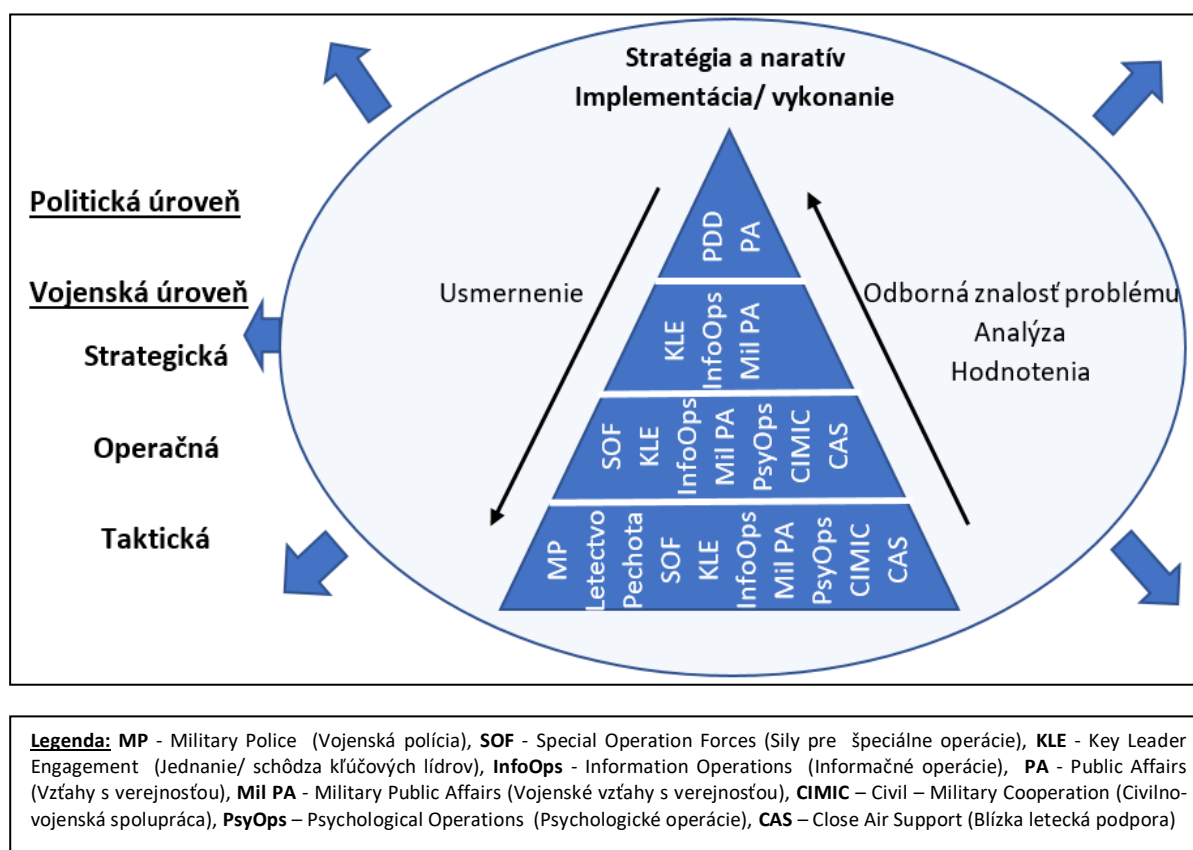 Stratégia a naratív
Implementácia/ vykonanie
Politická úroveň
PDD
PA
Vojenská úroveň
Usmernenie
Odborná znalosť problému
Analýza
Hodnotenia
Strategická
KLE
InfoOps
Mil PA
Operačná
SOF
KLE
InfoOps
Mil PA
PsyOps
CIMIC
CAS
Taktická
MP
Letectvo
Pechota
SOF
KLE
InfoOps
Mil PA
PsyOps
CIMIC
CAS
Legenda: MP - Military Police (Vojenská polícia), SOF - Special Operation Forces (Sily pre špeciálne operácie), KLE - Key Leader
Engagement (Jednanie/ schôdza kľúčových lídrov), InfoOps - Information Operations (Informačné operácie), PA - Public Affairs
(Vzťahy s verejnosťou), Mil PA - Military Public Affairs (Vojenské vzťahy s verejnosťou), CIMIC – Civil – Military Cooperation (Civilno-
vojenská spolupráca), PsyOps – Psychological Operations (Psychologické operácie), CAS – Close Air Support (Blízka letecká podpora)